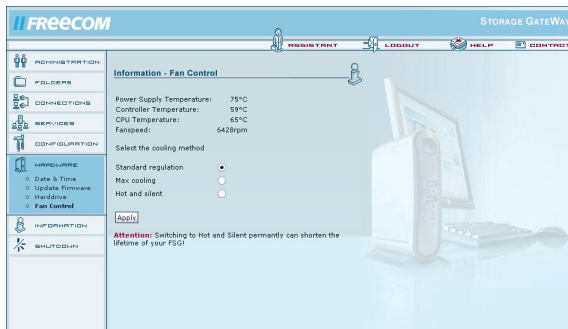 FREECOM
STORAGE GATEWAY
ASSISTANT LOGOUT HELP CONTACT
ADMINISTRATION
FOLDERS
CONNECTIONS
SERVICES
CONFIGURATION
HARDWARE
Date & Time
Update Firmware
Harddrive
Fan Control
INFORMATION
SHUTDOWN
Information - Fan Control
Power Supply Temperature: 75°C
Controller Temperature: 59°C
CPU Temperature: 65°C
Fanspeed: 6428rpm
Select the cooling method
Standard regulation
Max cooling
Hot and silent
Apply
Attention: Switching to Hot and Silent permantly can shorten the
lifetime of your FSG!